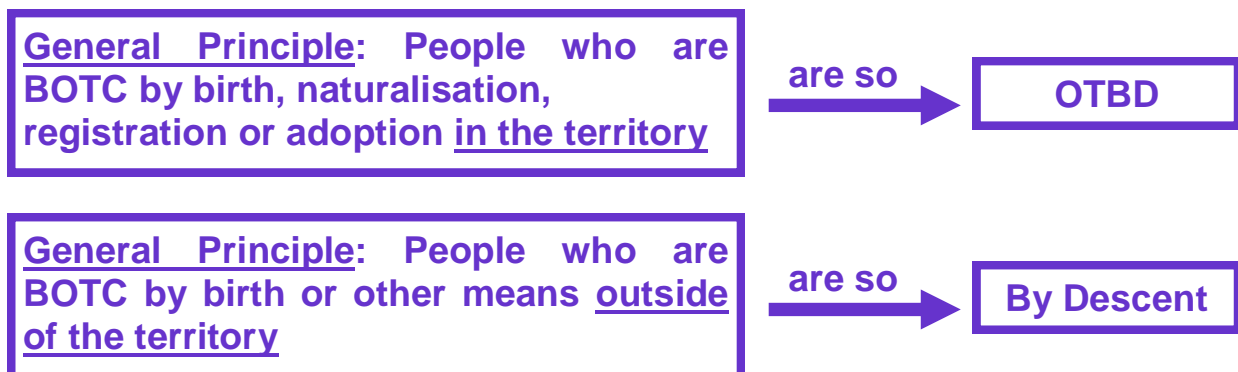 General Principle: People who are
BOTC by birth, naturalisation,
registration or adoption in the territory
are so
OTBD
General Principle: People who are
BOTC by birth or other means outside
of the territory
are so
By Descent